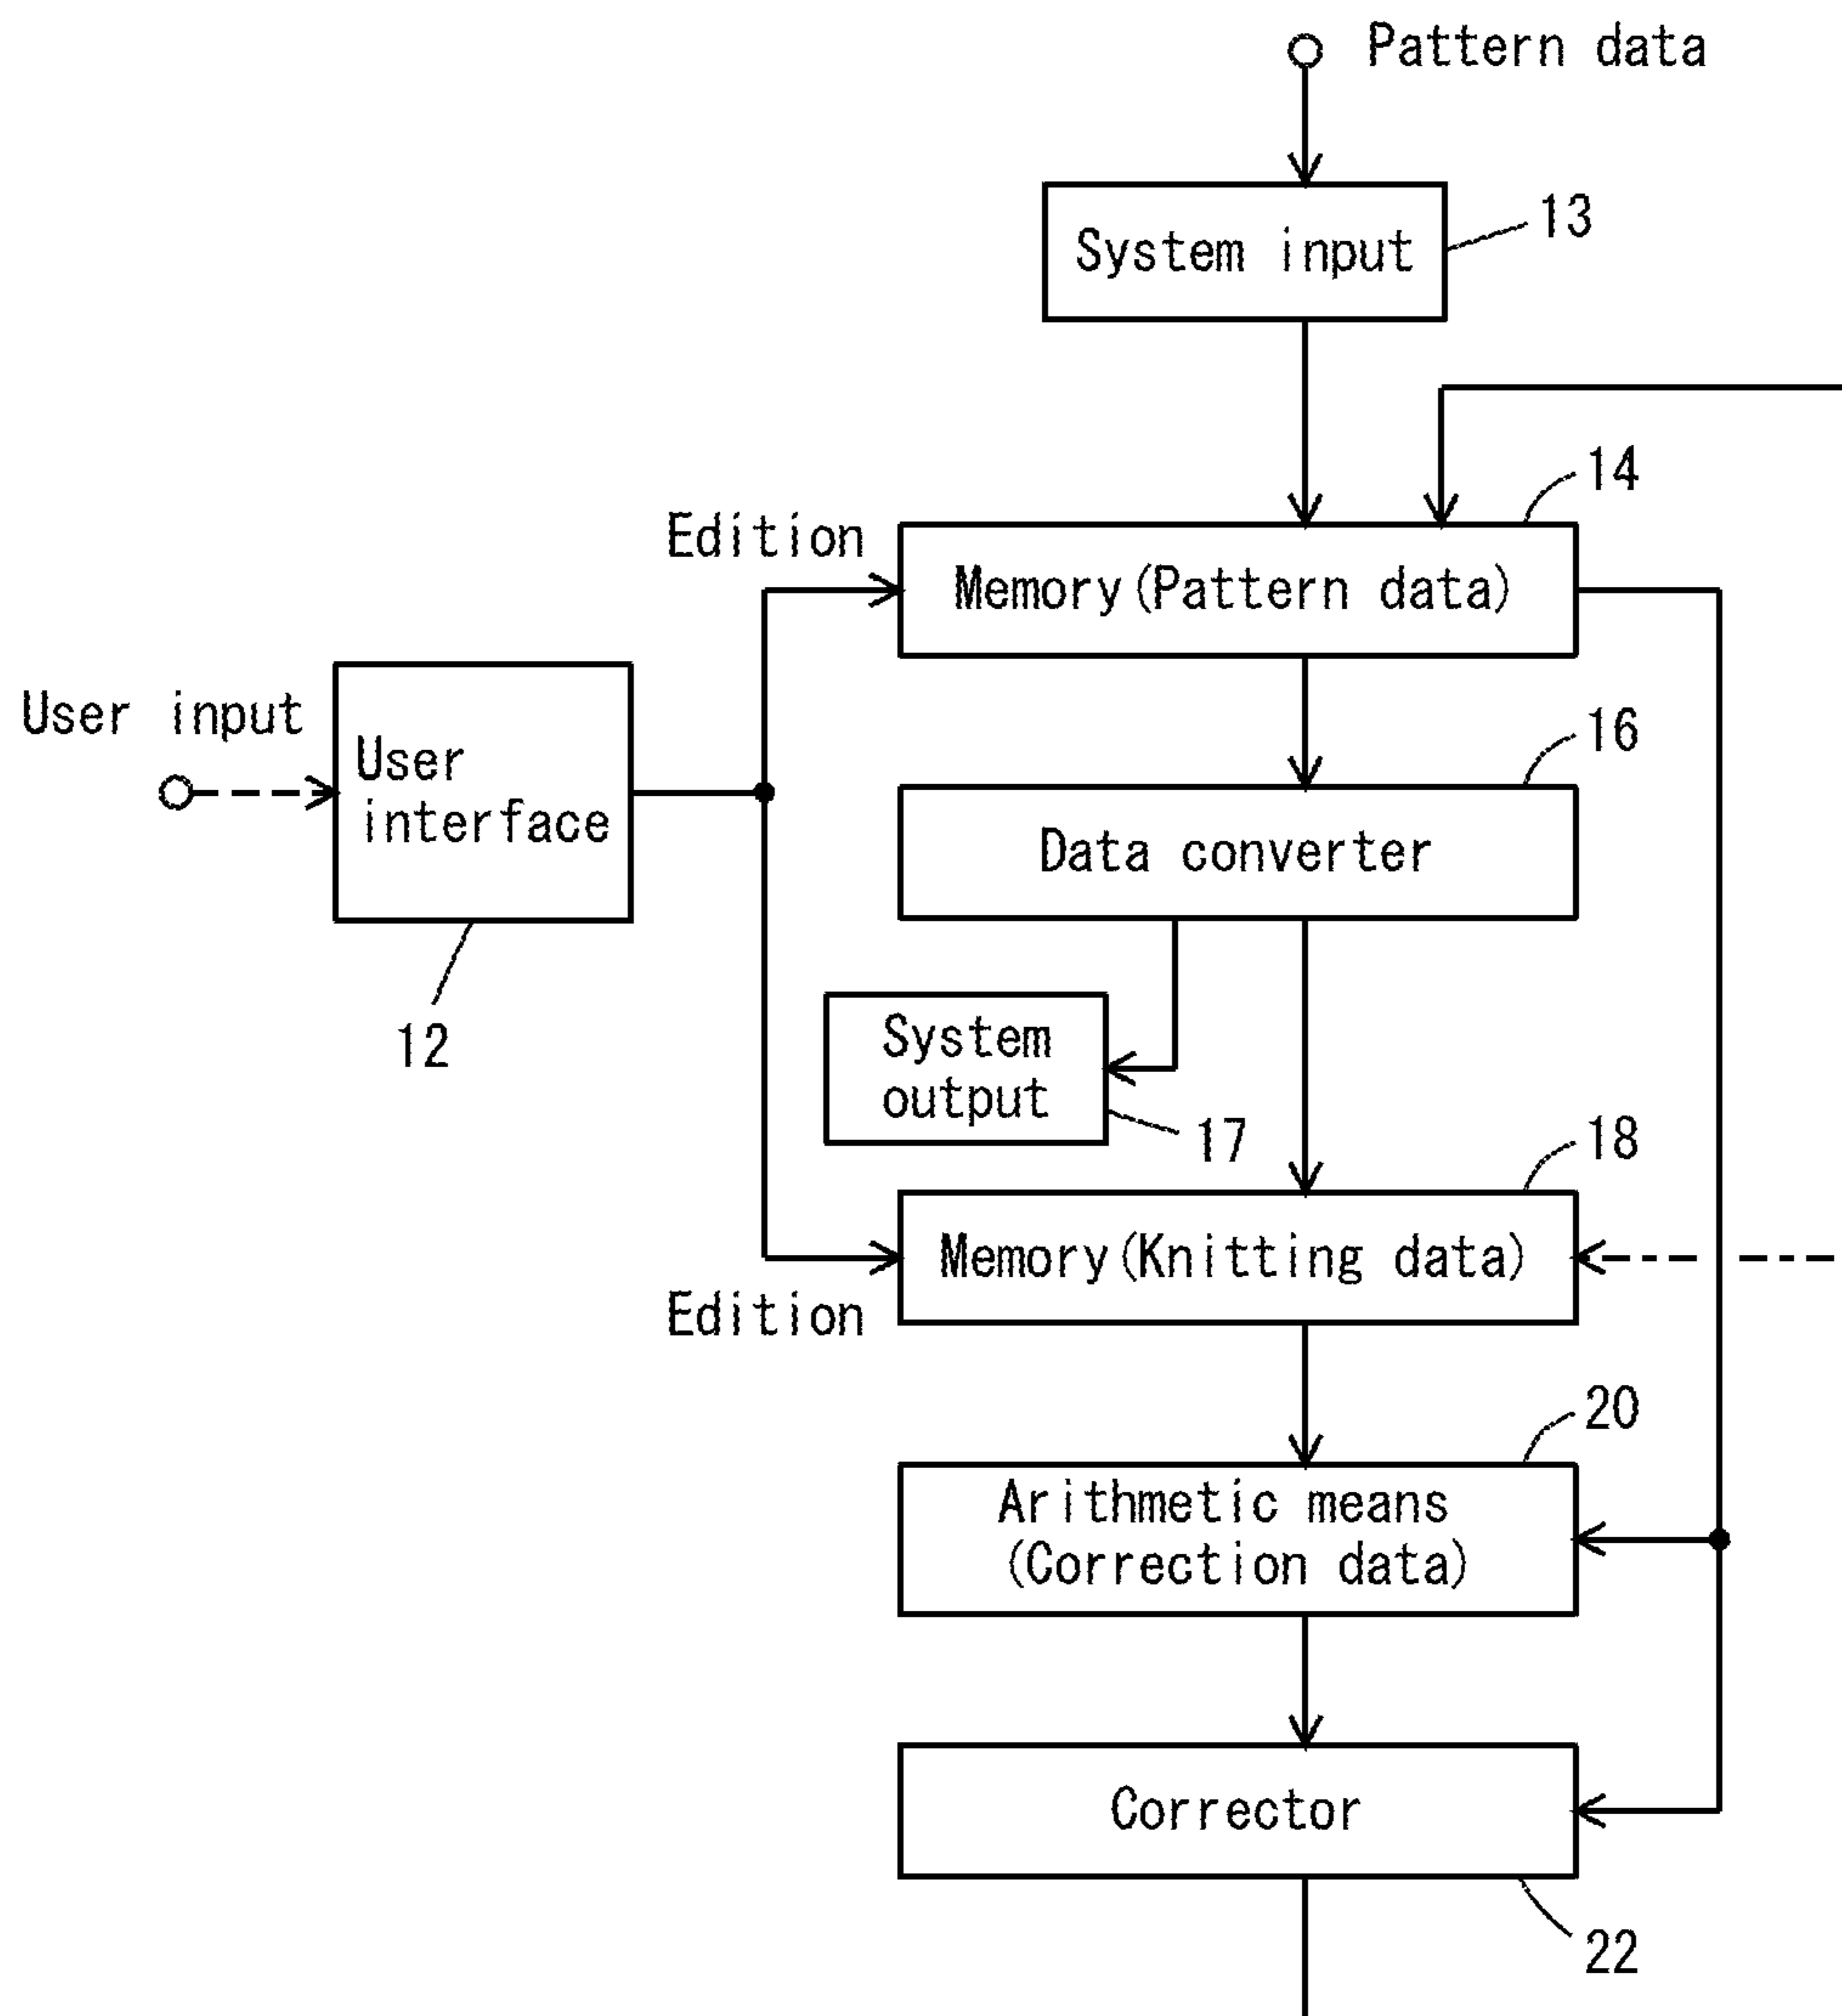 Pattern data
System input
13
14
Edition
Memory(Pattern data)
User input
User
interface
12
16
Data converter
System
output
17
18
Memory(Knitting data)
Edition
20
Arithmetic means
(Correction data)
Corrector
22